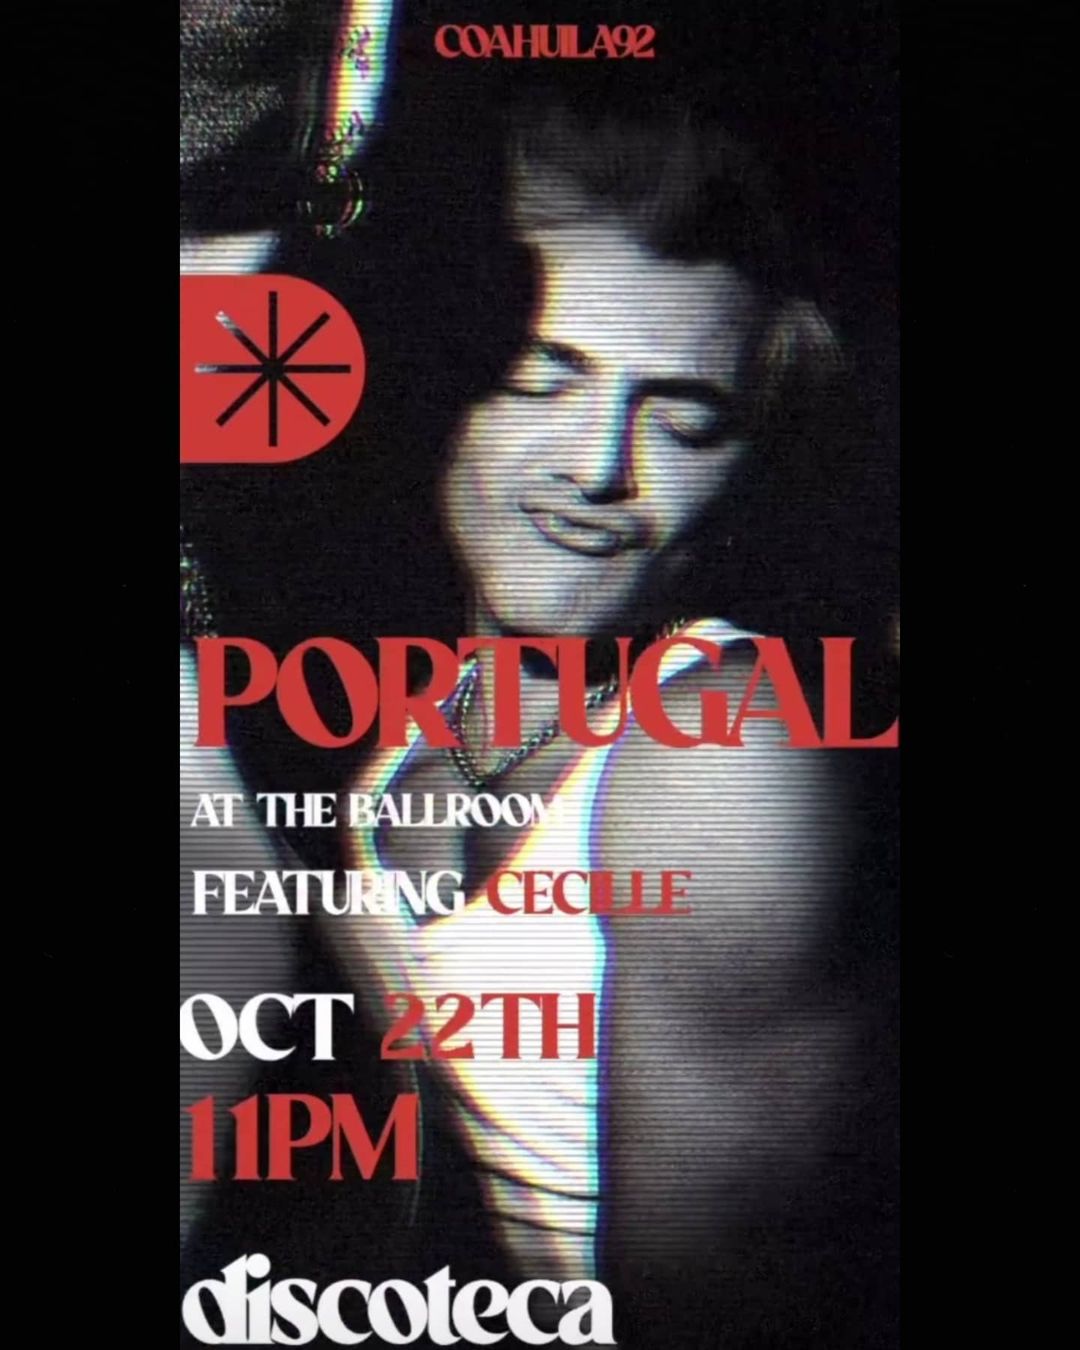 COAHUILA92
PORTUGAL
AT THE BALLROOM
FEATURING CECILLE
OCT 22TH
11PM
discoteca